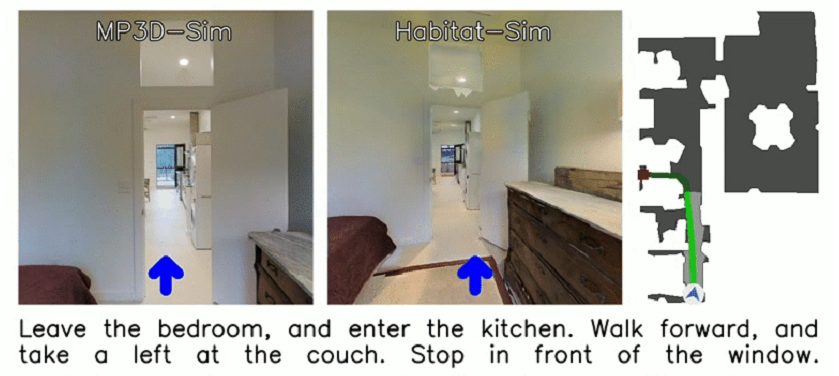 MP3D-Sim
Habitat-Sim
Leave the bedroom, and enter the kitchen. Walk forward, and
take a left at the couch. Stop in front of the window.